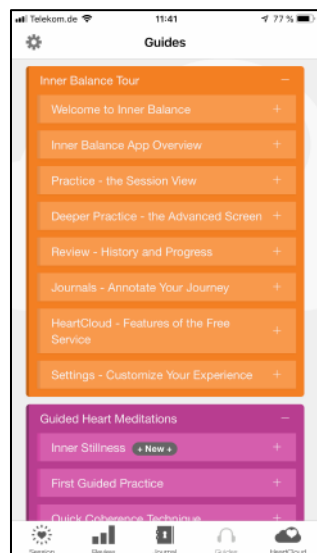 Telekom.de 11:41 77 %
Guides
Inner Balance Tour
Welcome to Inner Balance
Inner Balance App Overview
Practice - the Session View
Deeper Practice - the Advanced Screen
Review - History and Progress
Journals - Annotate Your Journey
HeartCloud - Features of the Free
Service
Settings - Customize Your Experience
Guided Heart Meditations
Inner Stillness + New +
First Guided Practice
Quick Coherence Technique
Session Review Journal Guides HeartCloud